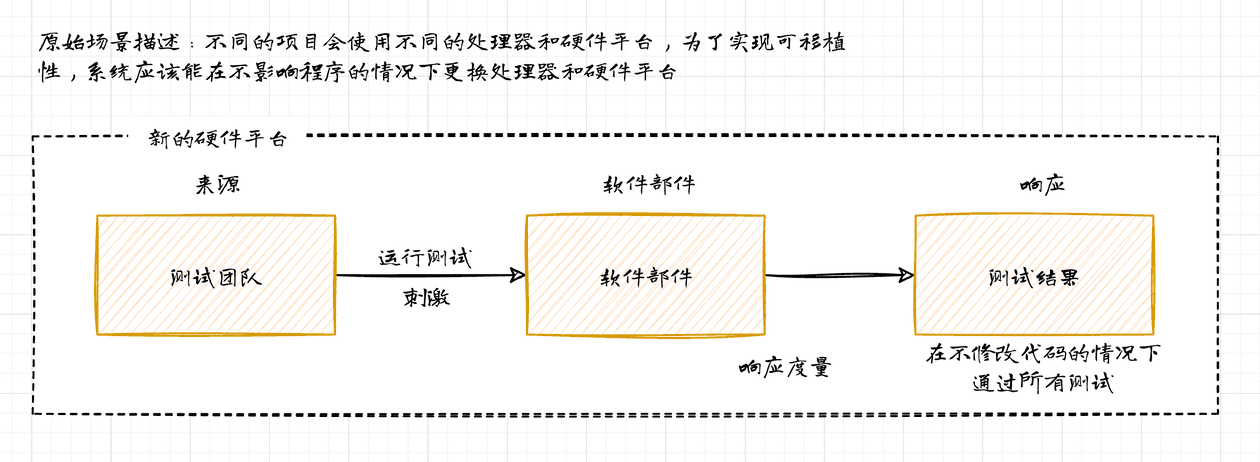 原始场景描述：不同的项目会使用不同的处理器和硬件平台，为了实现可移植
性，系统应该能在不影响程序的情况下更换处理器和硬件平台
新的硬件平台
来源
软件部件
响应
测试团队
运行测试
刺激
软件部件
测试结果
响应度量
在不修改代码的情况下
通过所有测试